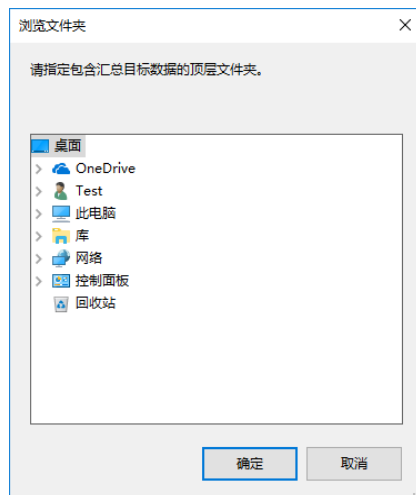 浏览文件夹
请指定包含汇总目标数据的顶层文件夹。
桌面
OneDrive
Test
此电脑
库
网络
控制面板
回收站
确定
取消